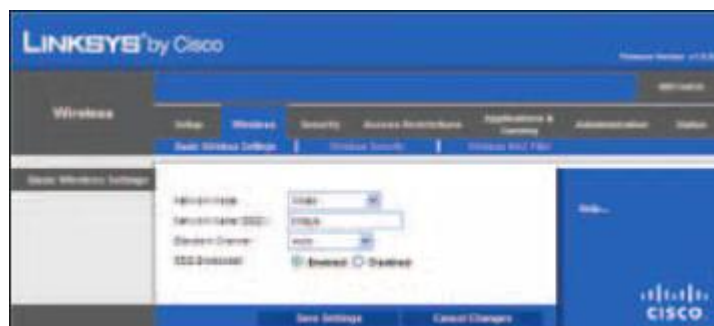 LINKSYS® by Cisco
Wireless
Setup Wireless Security Access Restrictions Applications & Gaming Administration Status
Basic Wireless Settings | Wireless Security | Wireless MAC Filter
Basic Wireless Settings
Network Mode:
Network Name (SSID):
Standard Channel:
SSID Broadcast: Enabled Disabled
Help...
Save Settings Cancel Changes
CISCO